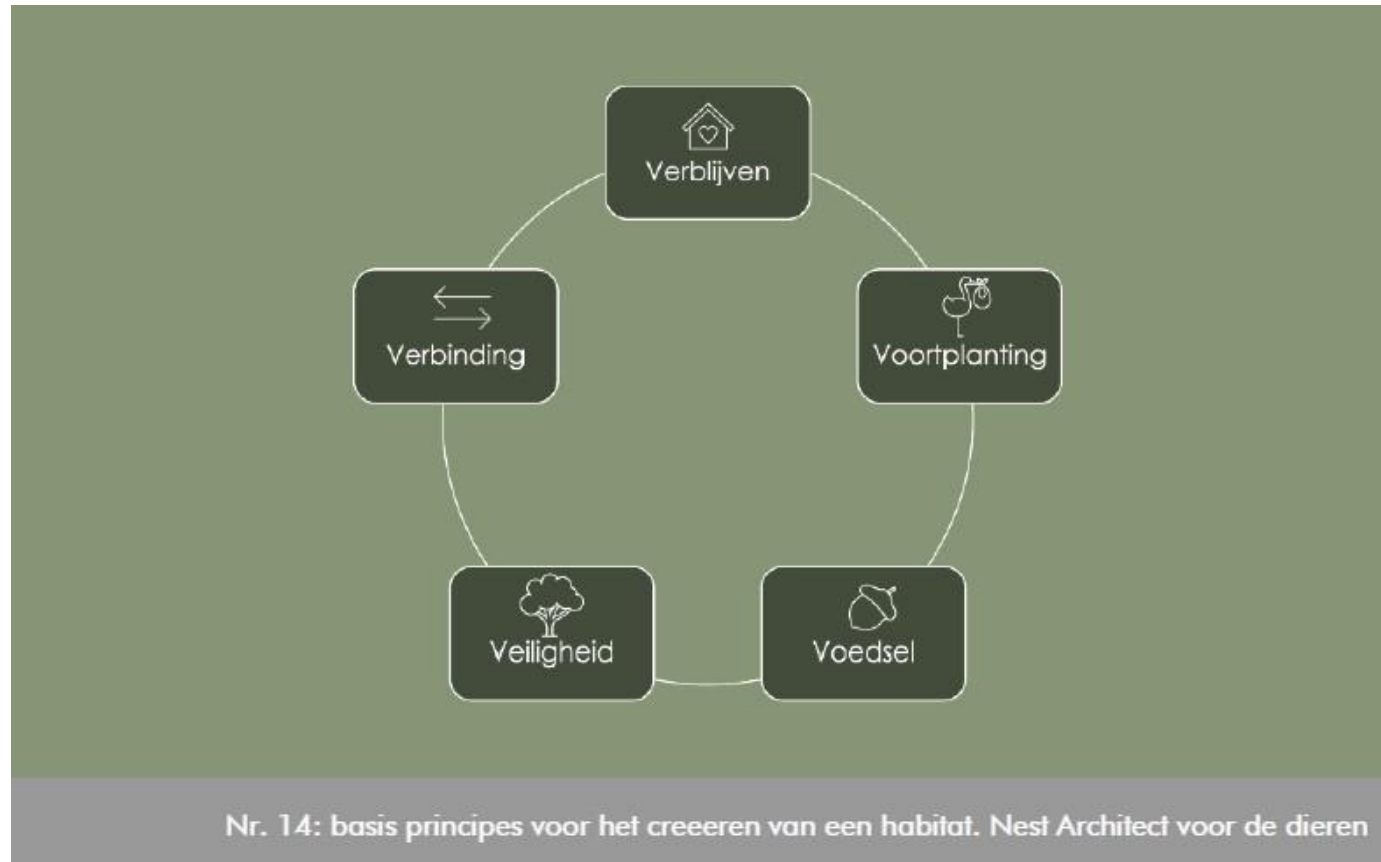 Verblijven
Verbinding
Voortplanting
Veiligheid
Voedsel
Nr. 14: basis principes voor het creeeren van een habitat. Nest Architect voor de dieren